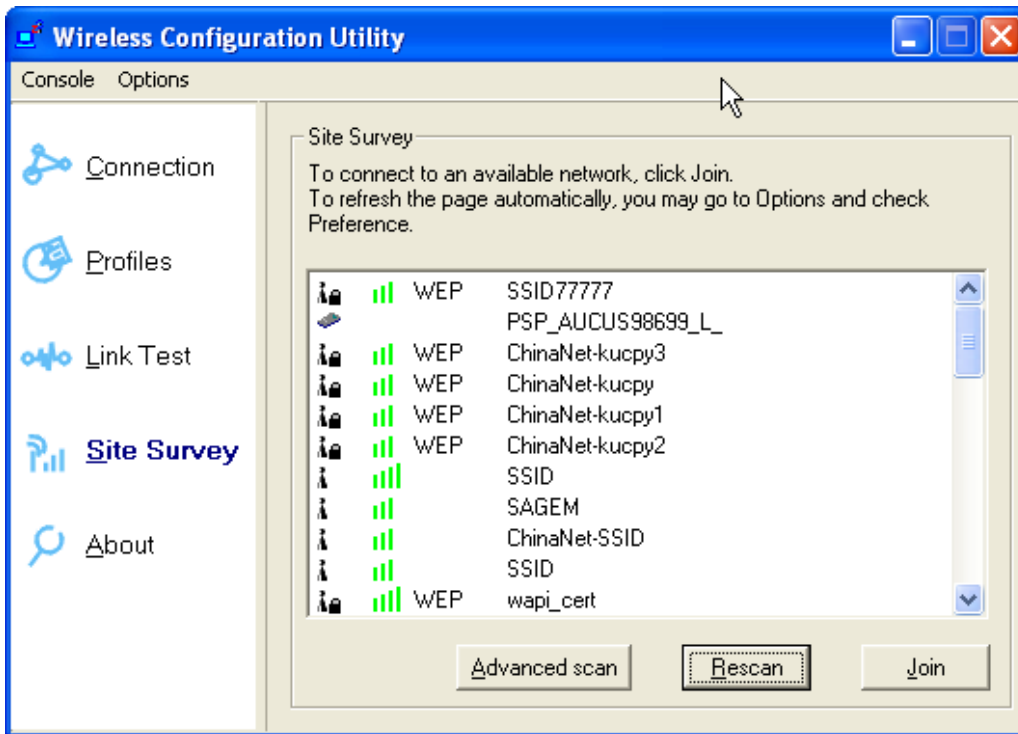 Wireless Configuration Utility
Console Options
Connection
Profiles
Link Test
Site Survey
About
Site Survey
To connect to an available network, click Join.
To refresh the page automatically, you may go to Options and check
Preference.
WEP SSID77777
PSP_AUCUS98699_L_
WEP ChinaNet-kucpy3
WEP ChinaNet-kucpy
WEP ChinaNet-kucpy1
WEP ChinaNet-kucpy2
SSID
SAGEM
ChinaNet-SSID
SSID
WEP wapi_cert
Advanced scan Rescan Join